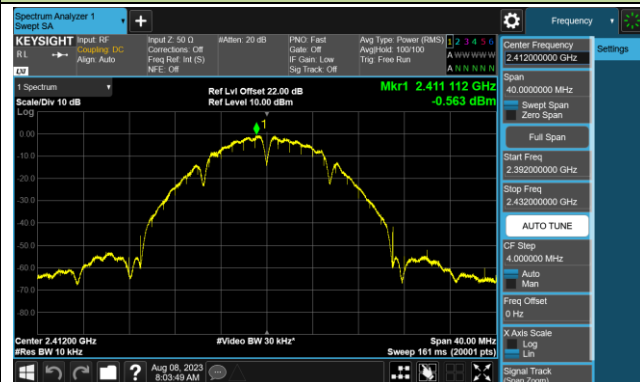 Spectrum Analyzer 1
Swept SA
Frequency
KEYSIGHT
Input: RF
Input Z: 50 Ω
#Atten: 20 dB
PNO: Fast
Avg Type: Power (RMS)
1 2 3 4 5 6
RL
Coupling: DC
Corrections: Off
Gate: Off
Avg|Hold: 100/100
A W W W W W
Align: Auto
Freq Ref: Int (S)
IF Gain: Low
Trig: Free Run
NFE: Off
Sig Track: Off
A N N N N N
LXI
1 Spectrum
Ref Lvl Offset 22.00 dB
Mkr1 2.411 112 GHz
Scale/Div 10 dB
Ref Level 10.00 dBm
-0.563 dBm
Log
1
0.00
-10.0
-20.0
-30.0
-40.0
-50.0
-60.0
-70.0
-80.0
Center 2.41200 GHz
#Video BW 30 kHz*
Span 40.00 MHz
#Res BW 10 kHz
Sweep 161 ms (20001 pts)
?
Aug 08, 2023
8:03:49 AM
Center Frequency
2.412000000 GHz
Settings
Span
40.0000000 MHz
Swept Span
Zero Span
Full Span
Start Freq
2.392000000 GHz
Stop Freq
2.432000000 GHz
AUTO TUNE
CF Step
4.000000 MHz
Auto
Man
Freq Offset
0 Hz
X Axis Scale
Log
Lin
Signal Track
(Span Zoom)